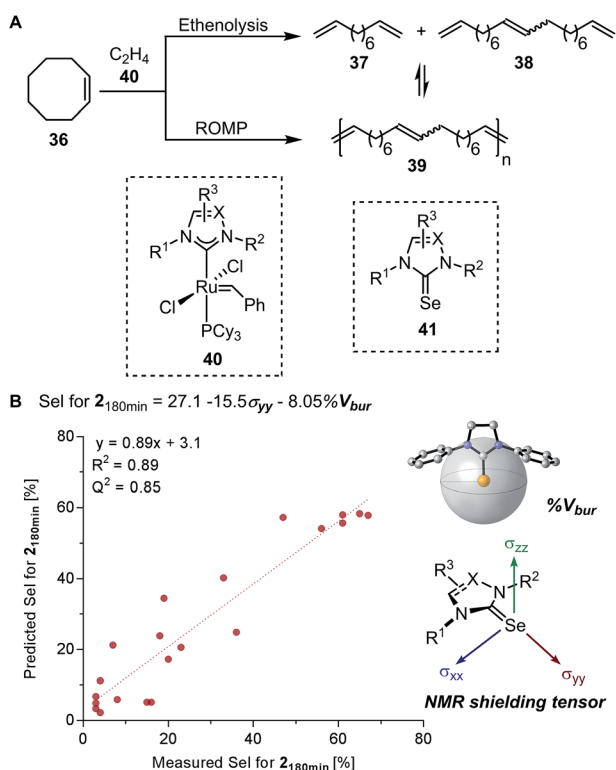 A
Ethenolysis
C₂H₄
40
36
ROMP
6
37
+
6
6
38
6
6
n
39
R³
X
R¹
N
N
R²
Cl
Ru
Cl
Ph
PCy₃
40
R³
X
R¹
N
N
R²
Se
41
B Sel for 2₁₈₀ₘᵢₙ = 27.1 -15.5σyy - 8.05%Vbur
y = 0.89x + 3.1
R² = 0.89
Q² = 0.85
80
60
40
20
0
0
20
40
60
80
Predicted Sel for 2₁₈₀ₘᵢₙ [%]
Measured Sel for 2₁₈₀ₘᵢₙ [%]
%Vbur
σzz
R³
X
N
R²
N
R¹
Se
σxx
σyy
NMR shielding tensor